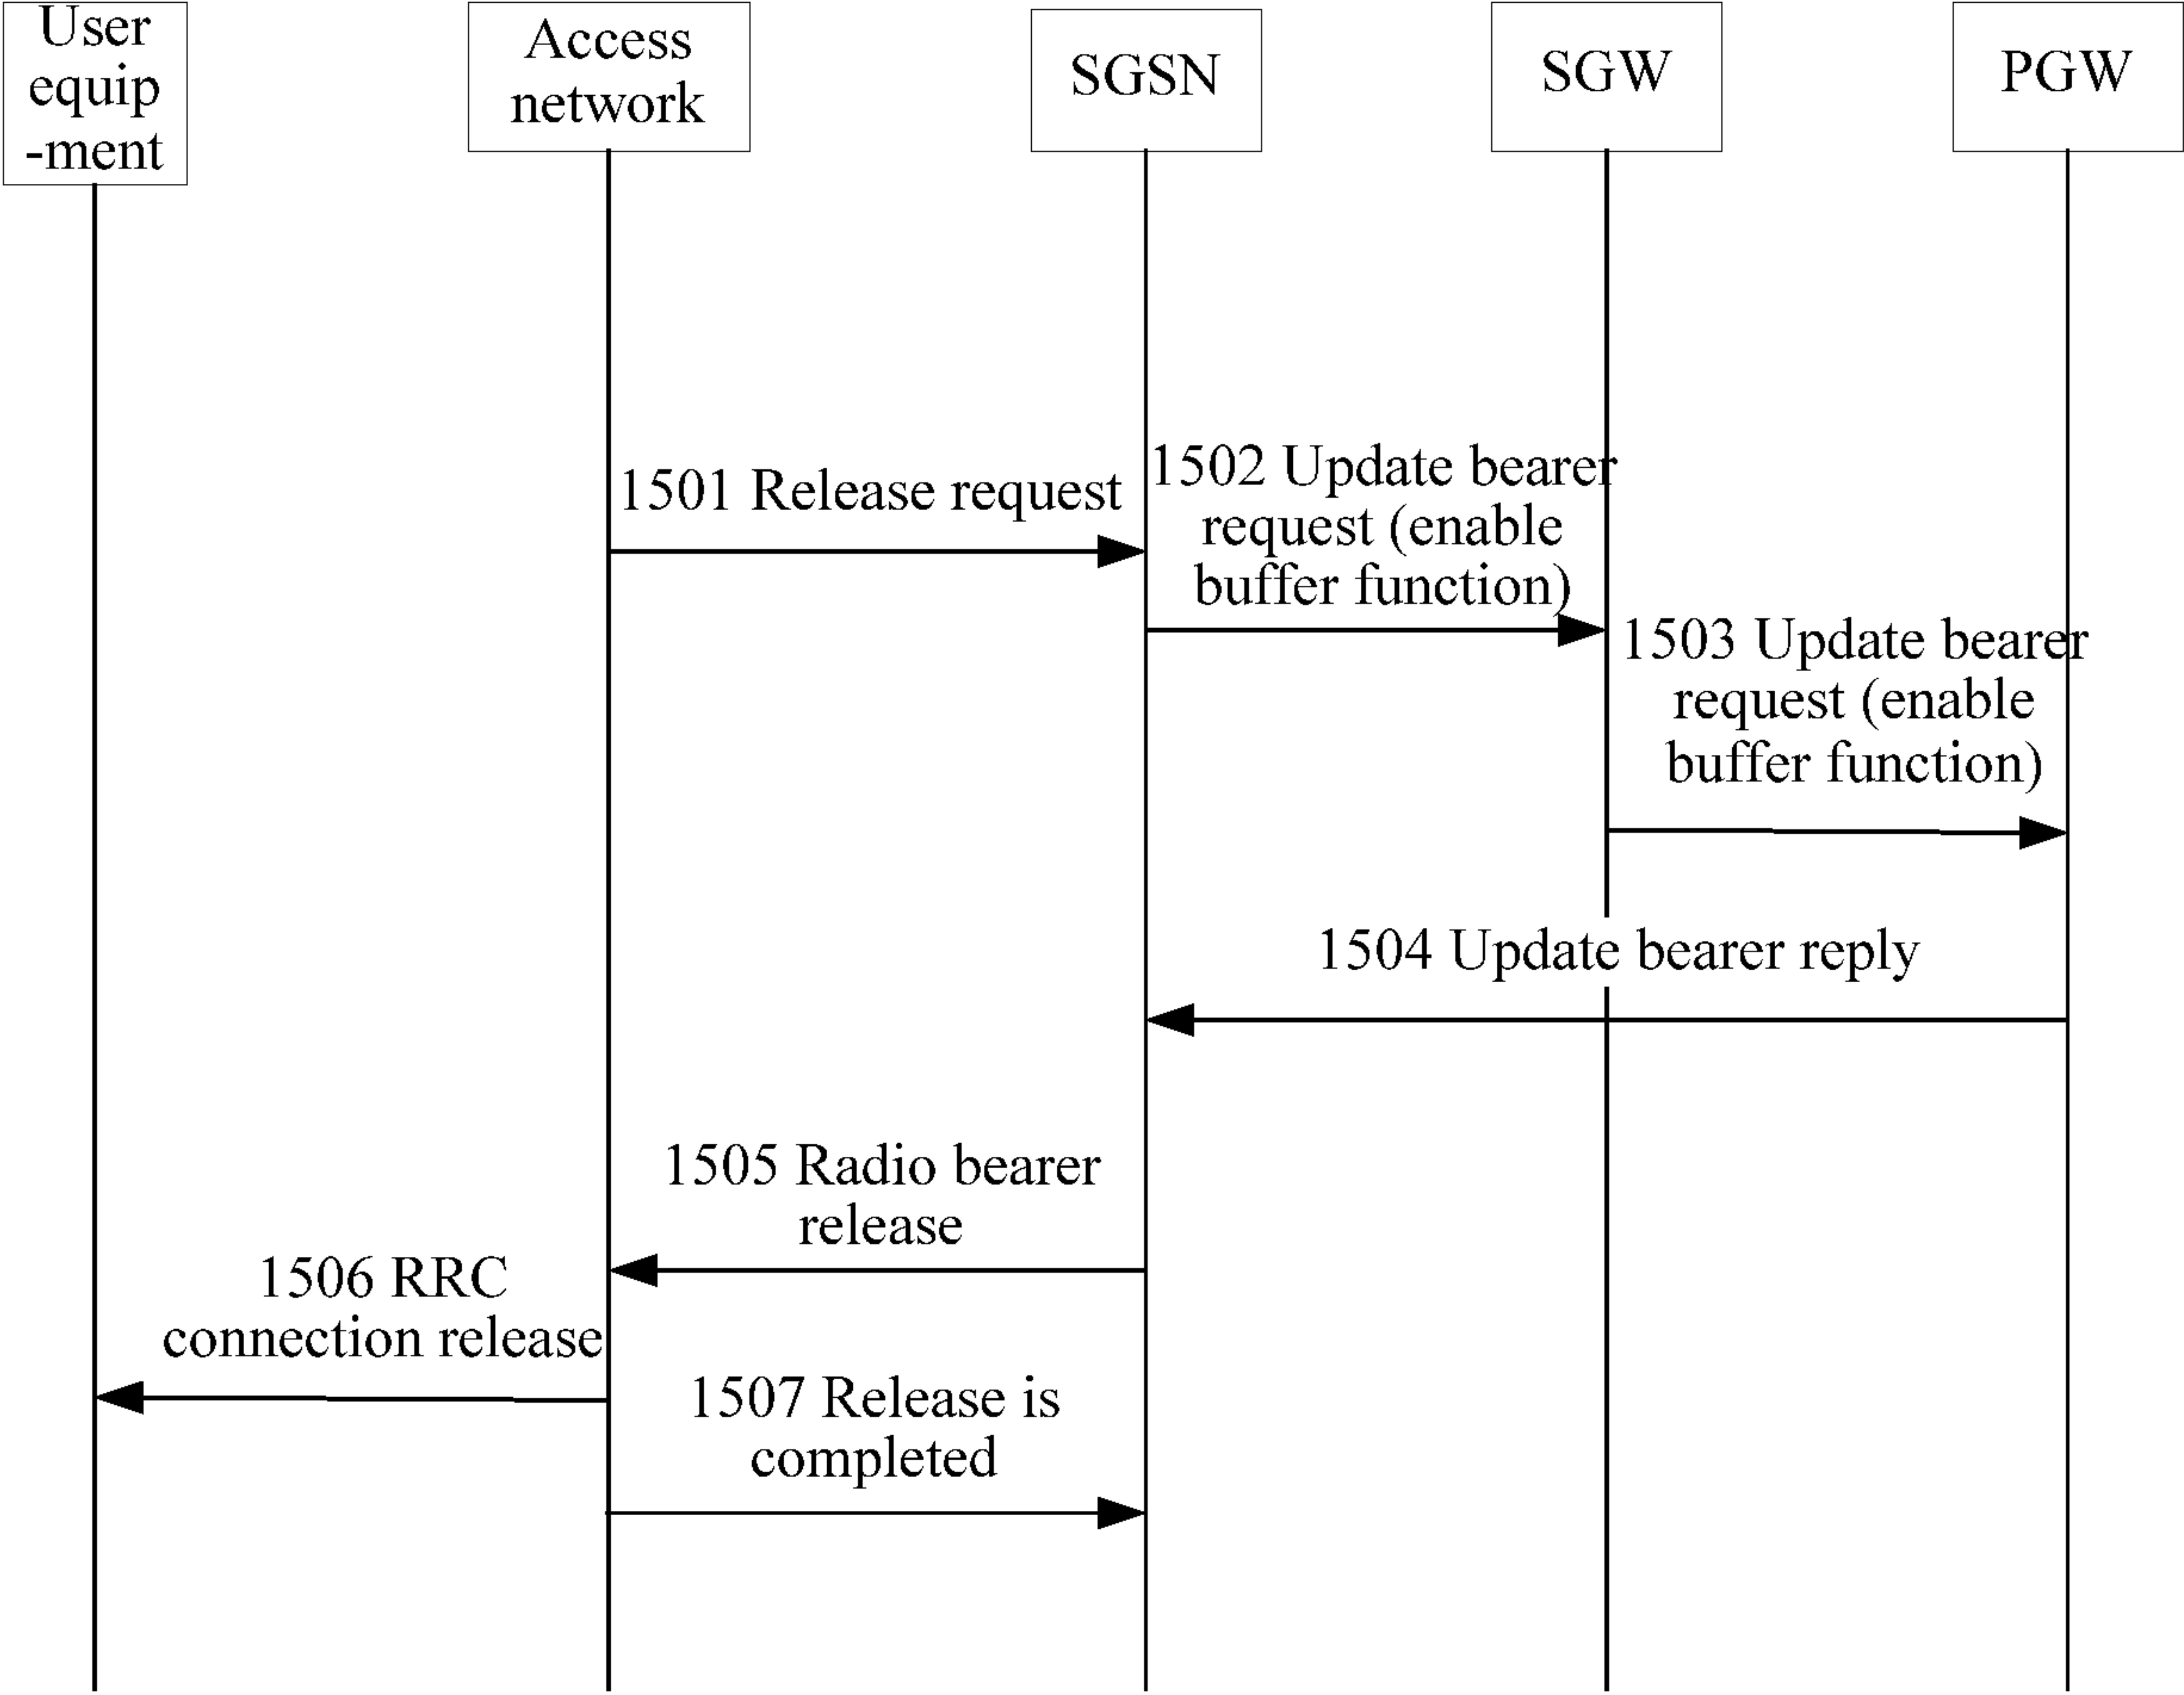 User
equip
-ment
Access
network
SGSN
SGW
PGW
1501 Release request
1502 Update bearer
request (enable
buffer function)
1503 Update bearer
request (enable
buffer function)
1504 Update bearer reply
1505 Radio bearer
release
1506 RRC
connection release
1507 Release is
completed